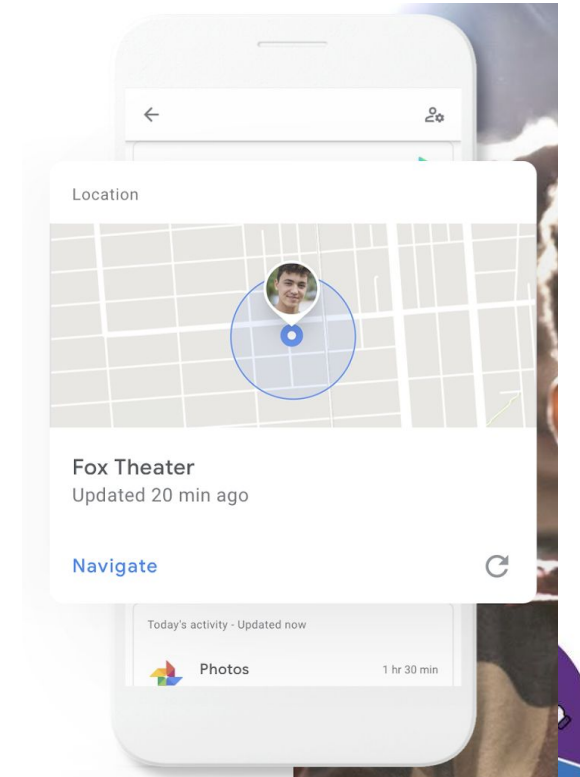 Location
Fox Theater
Updated 20 min ago
Navigate
Today's activity - Updated now
Photos 1 hr 30 min